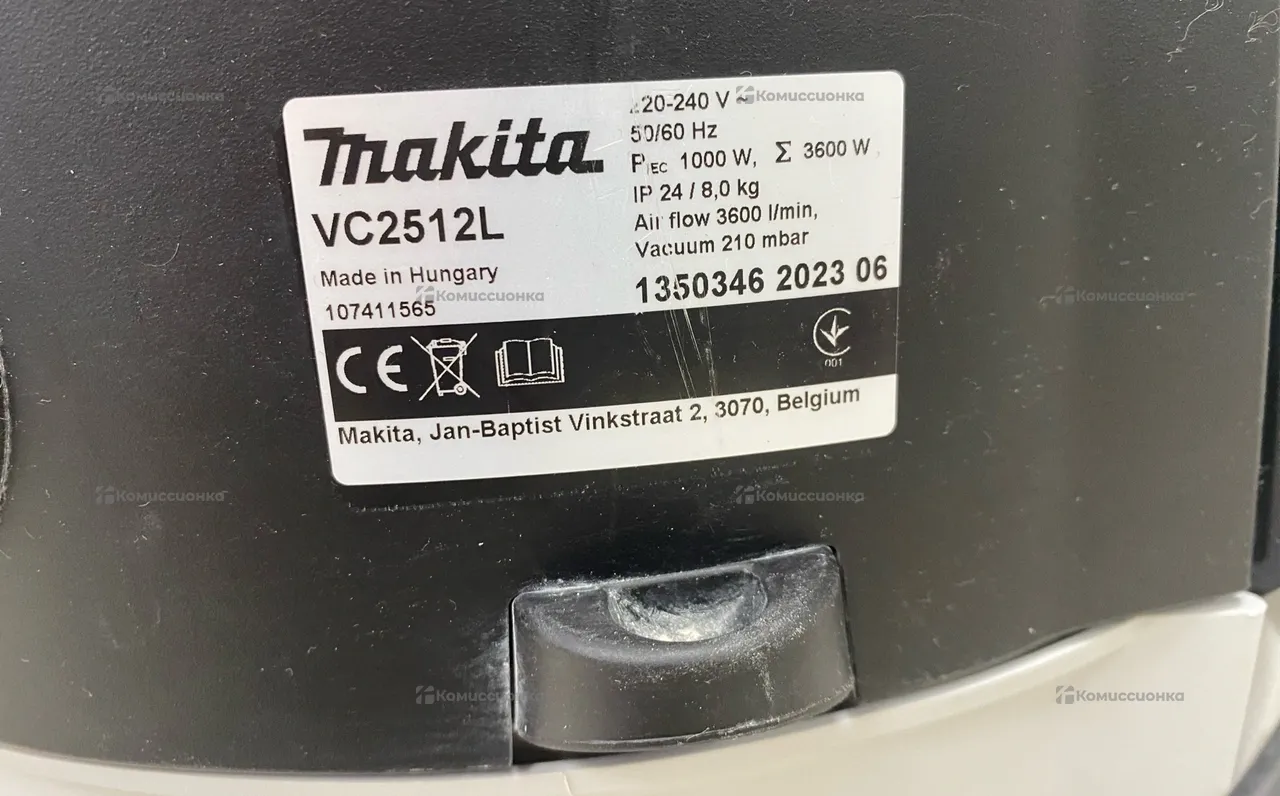 Makita
VC2512L
Made in Hungary
107411565
220-240 V ~
50/60 Hz
PIEC 1000 W, Σ 3600 W
IP 24 / 8,0 kg
Air flow 3600 l/min,
Vacuum 210 mbar
1350346 2023 06
CE
001
Makita, Jan-Baptist Vinkstraat 2, 3070, Belgium
Комиссионка
Комиссионка
Комиссионка
Комиссионка
Комиссионка
Комиссионка
Комиссионка
Комиссионка